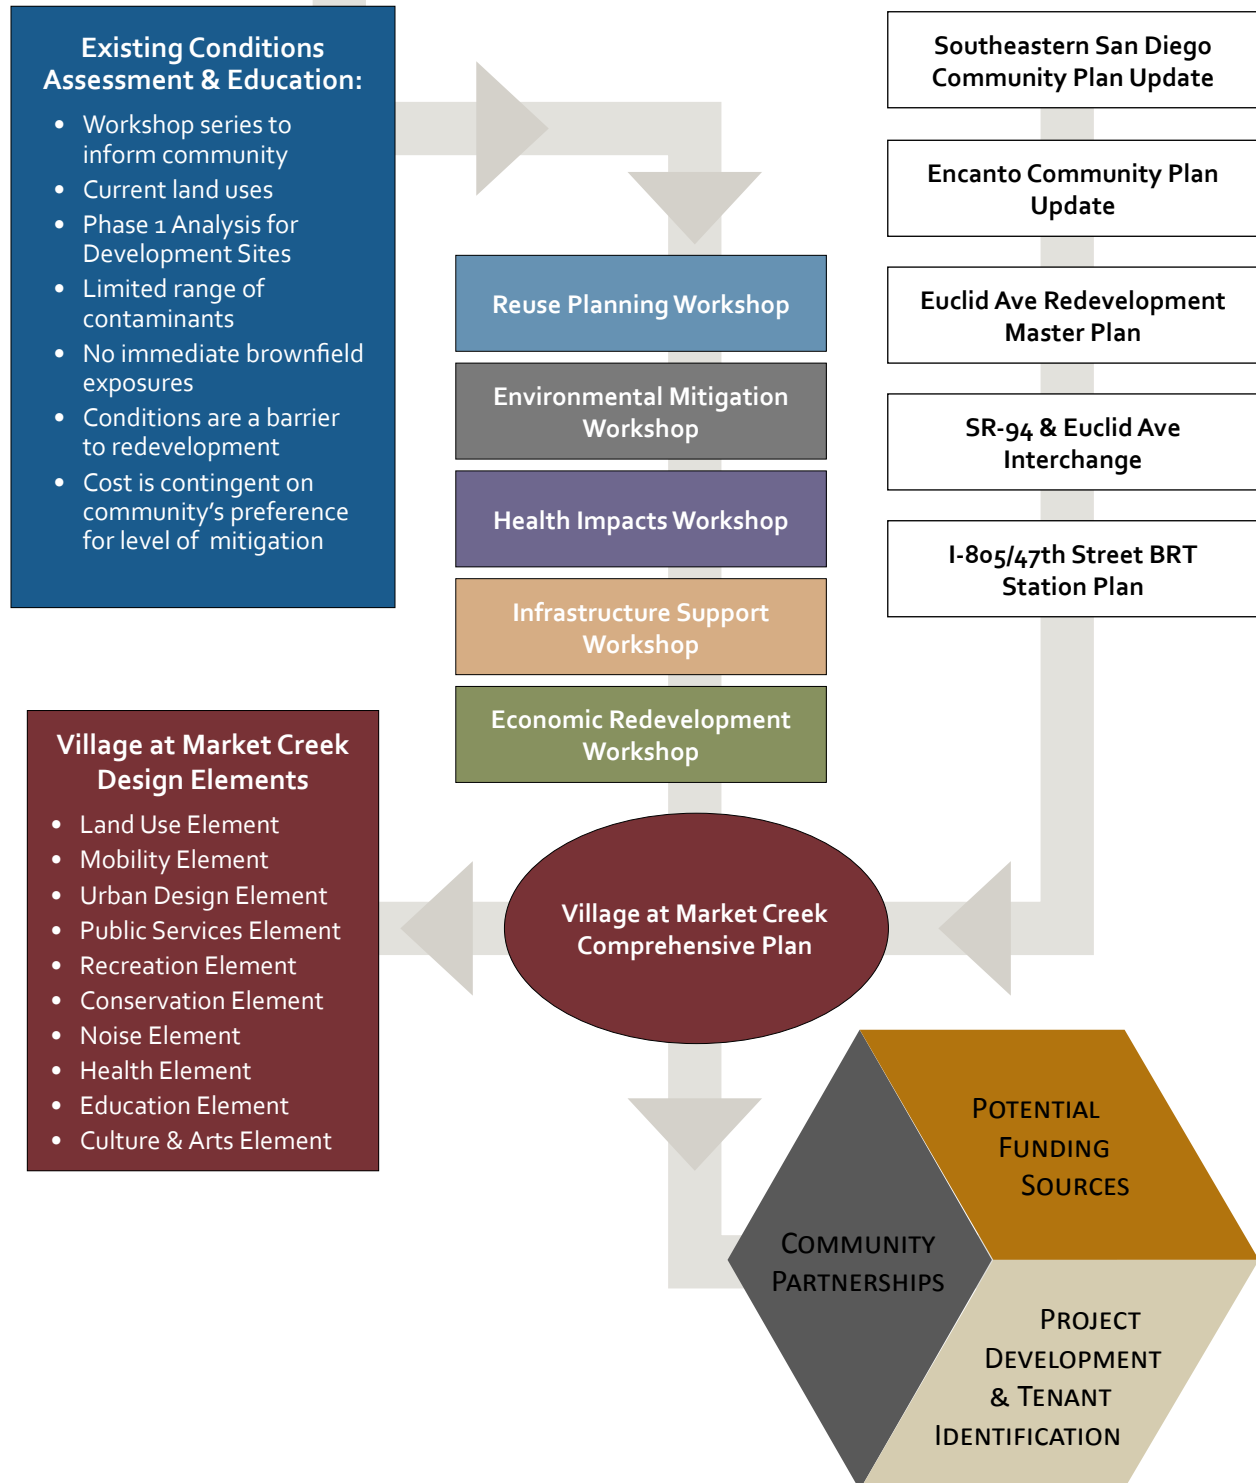 Existing Conditions
Assessment & Education:
• Workshop series to
inform community
• Current land uses
• Phase 1 Analysis for
Development Sites
• Limited range of
contaminants
• No immediate brownfield
exposures
• Conditions are a barrier
to redevelopment
• Cost is contingent on
community's preference
for level of mitigation
Reuse Planning Workshop
Environmental Mitigation
Workshop
Health Impacts Workshop
Infrastructure Support
Workshop
Economic Redevelopment
Workshop
Southeastern San Diego
Community Plan Update
Encanto Community Plan
Update
Euclid Ave Redevelopment
Master Plan
SR-94 & Euclid Ave
Interchange
I-805/47th Street BRT
Station Plan
Village at Market Creek
Comprehensive Plan
Village at Market Creek
Design Elements
• Land Use Element
• Mobility Element
• Urban Design Element
• Public Services Element
• Recreation Element
• Conservation Element
• Noise Element
• Health Element
• Education Element
• Culture & Arts Element
Community
Partnerships
Potential
Funding
Sources
Project
Development
& Tenant
Identification